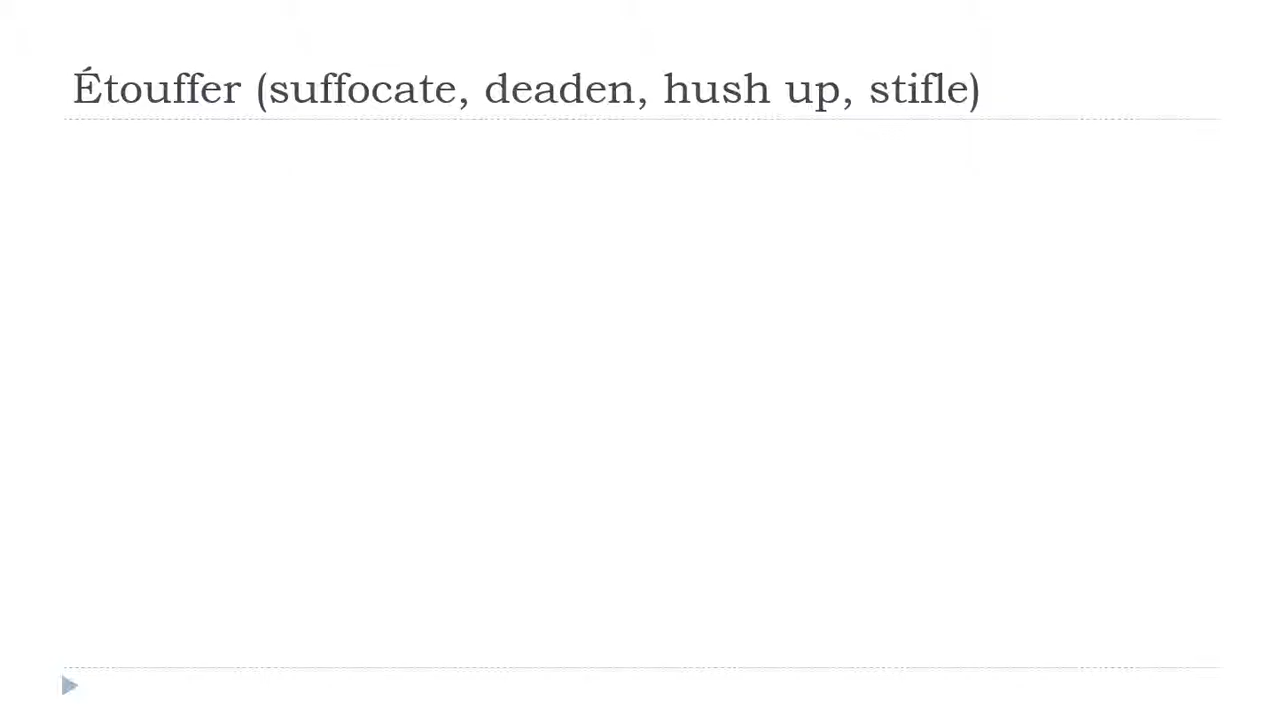 Étouffer (suffocate, deaden, hush up, stifle)